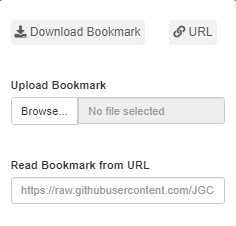 Download Bookmark URL
Upload Bookmark
Browse... No file selected
Read Bookmark from URL
https://raw.githubusercontent.com/JGC